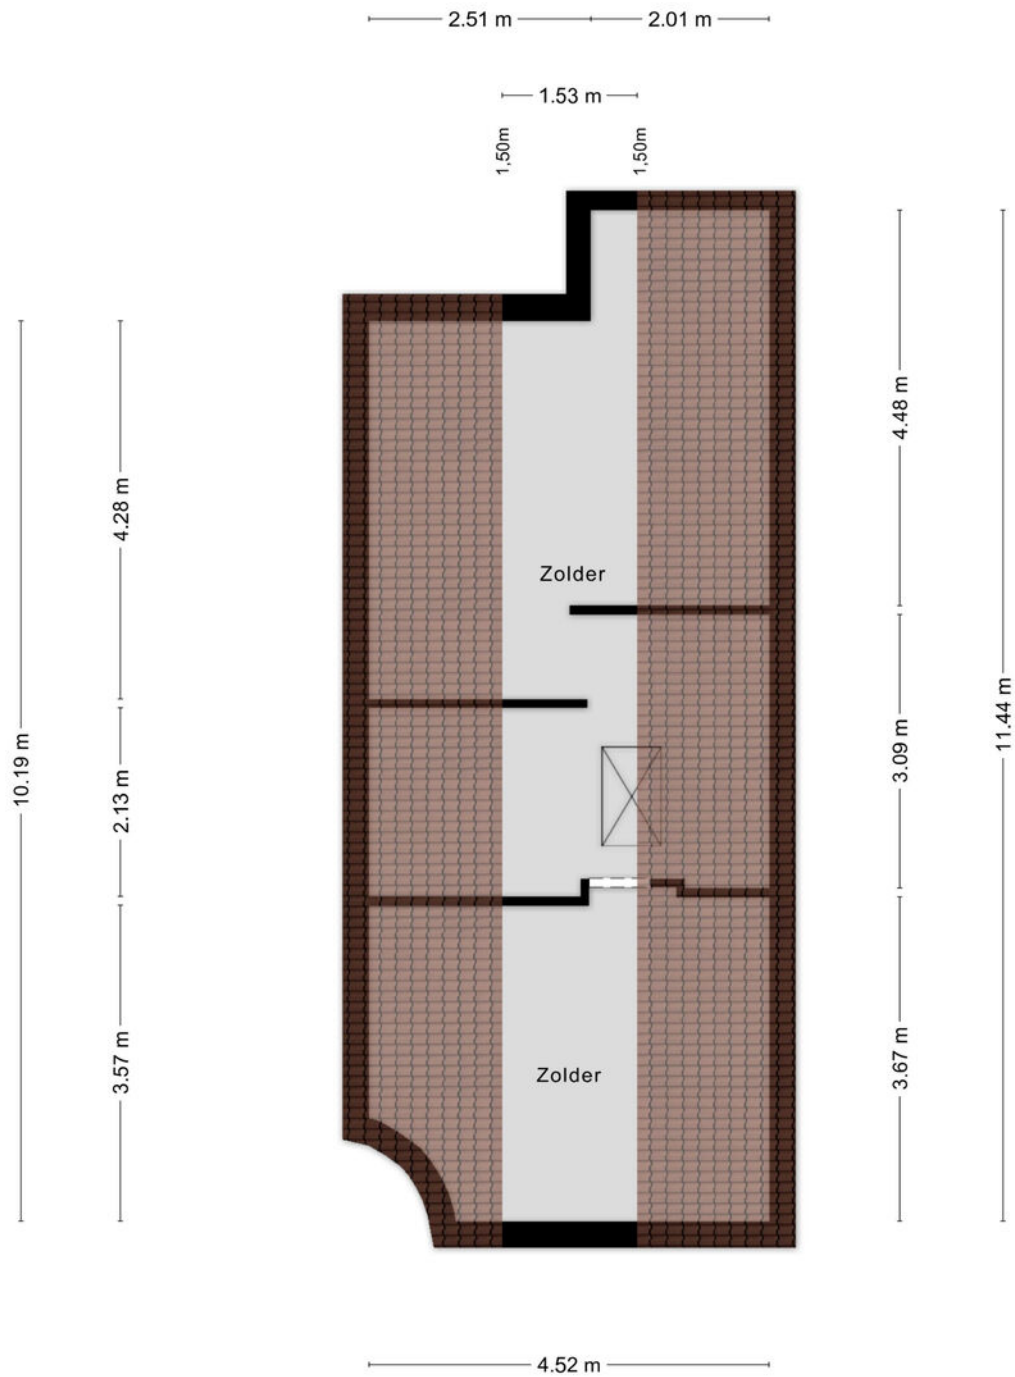 2.51 m
2.01 m
1.53 m
1,50m
1,50m
4.48 m
4.28 m
Zolder
11.44 m
3.09 m
10.19 m
2.13 m
3.57 m
3.67 m
Zolder
4.52 m